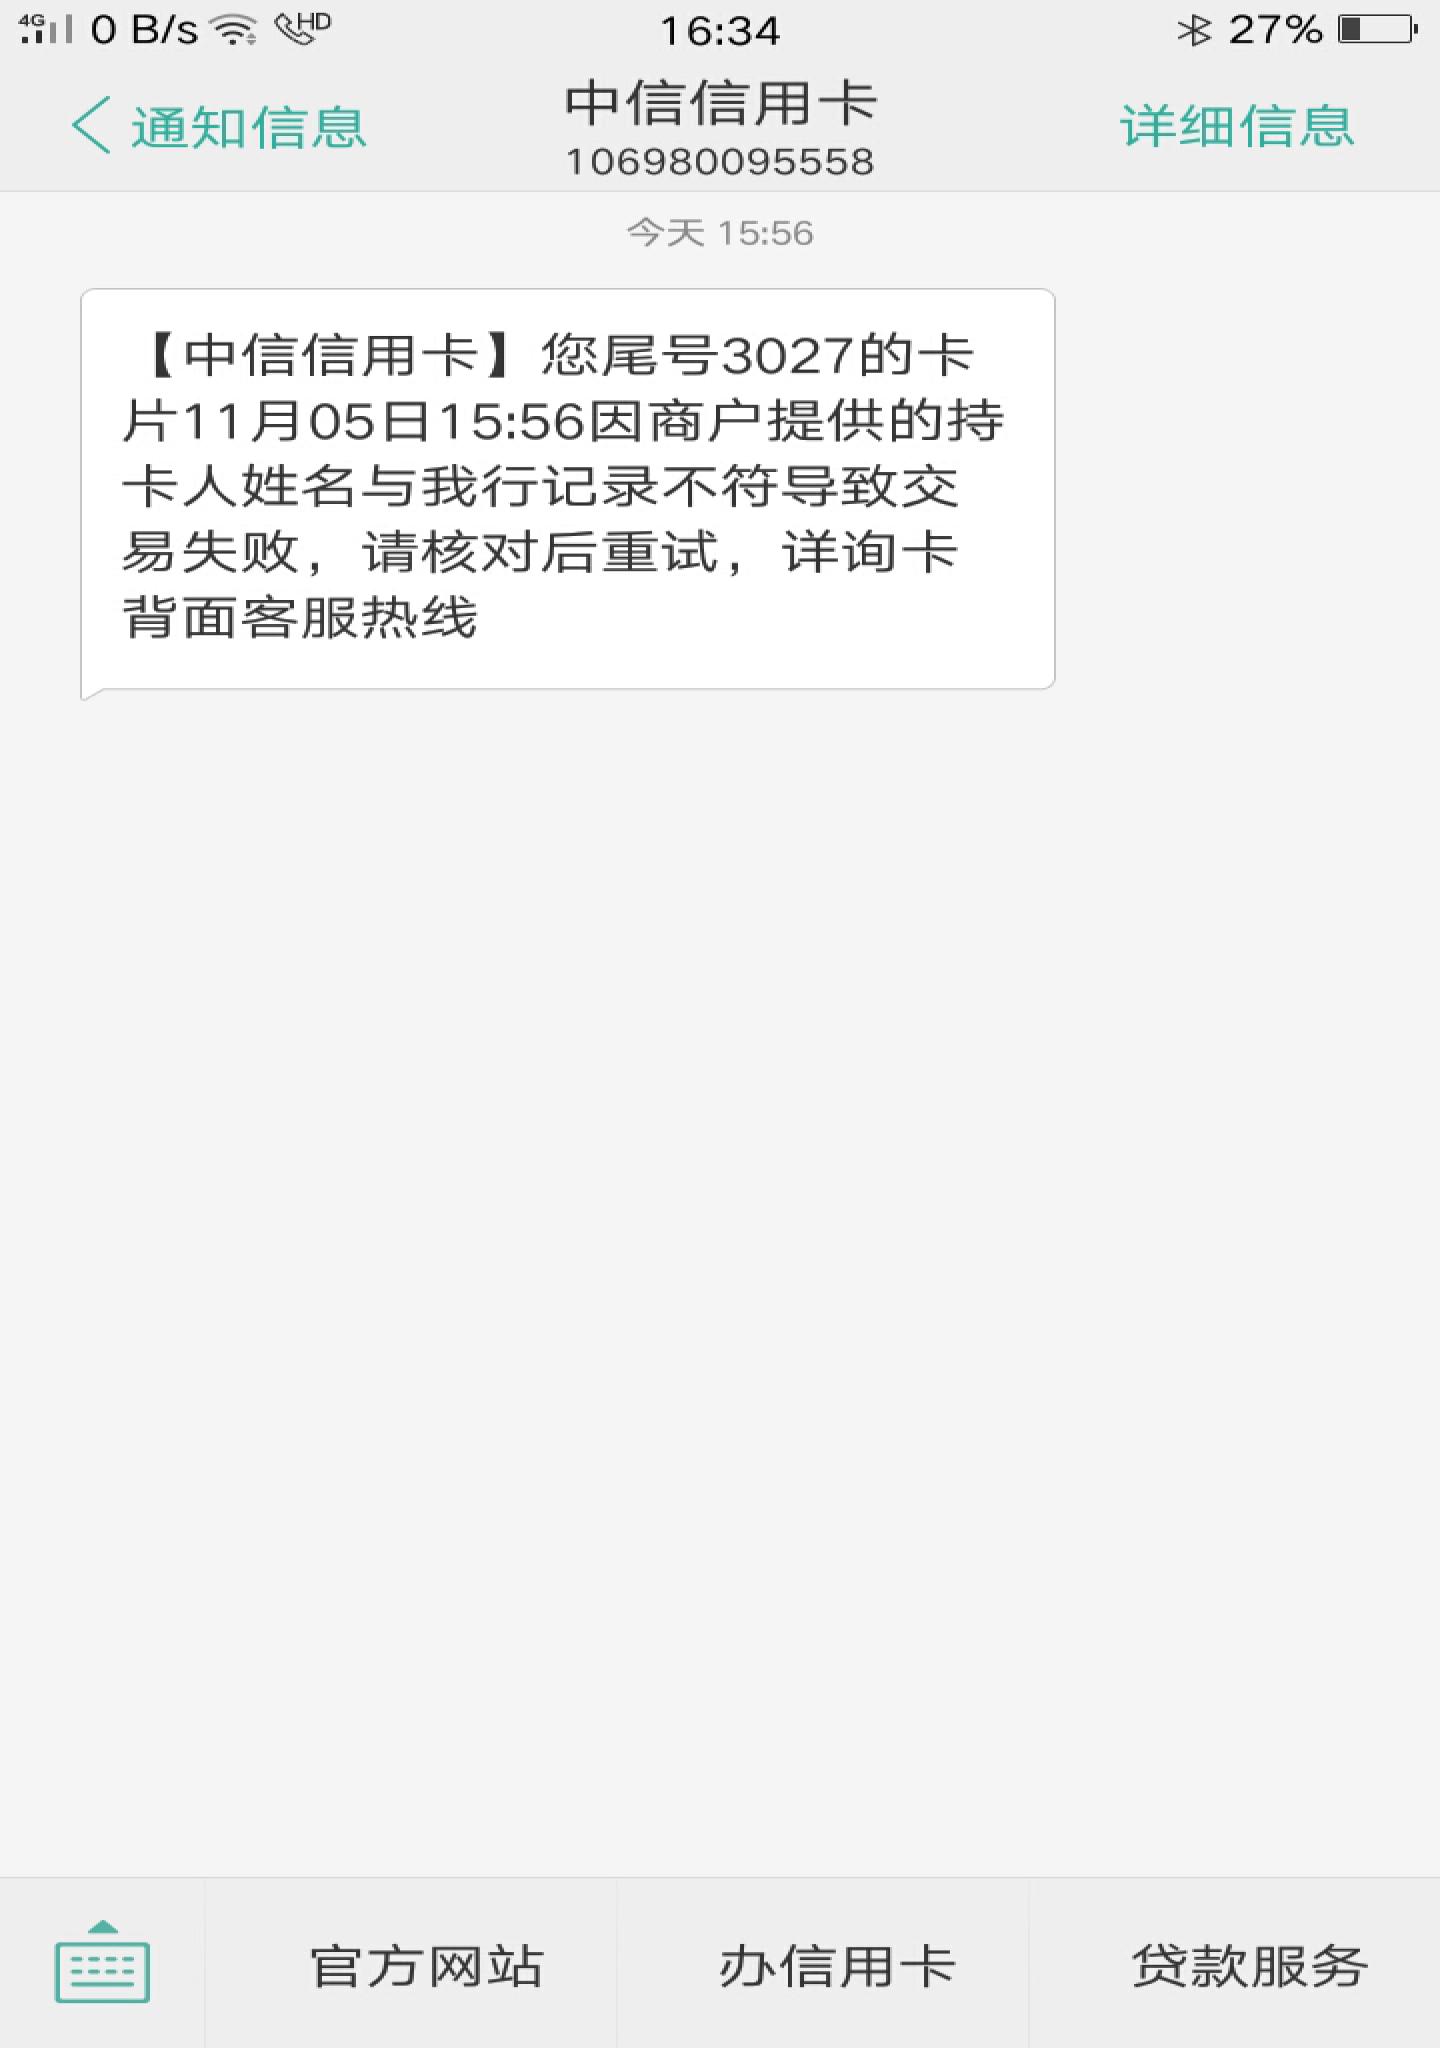 4G 0 B/s HD 16:34 27%
通知信息 中信信用卡 详细信息
106980095558
今天 15:56
【中信信用卡】您尾号3027的卡
片11月05日15:56因商户提供的持
卡人姓名与我行记录不符导致交
易失败，请核对后重试，详询卡
背面客服热线
官方网站 办信用卡 贷款服务